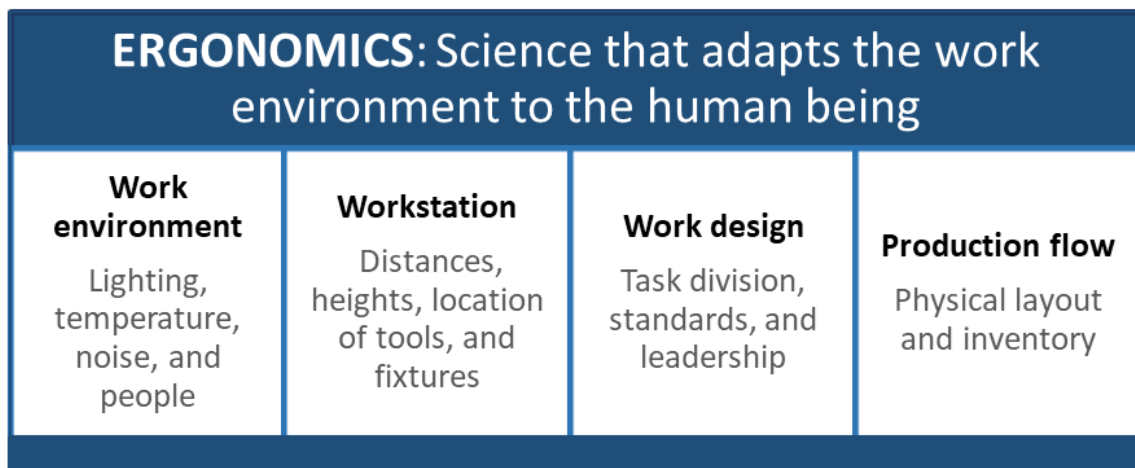 ERGONOMICS: Science that adapts the work
environment to the human being
Work
environment
Lighting,
temperature,
noise, and
people
Workstation
Distances,
heights, location
of tools, and
fixtures
Work design
Task division,
standards, and
leadership
Production flow
Physical layout
and inventory